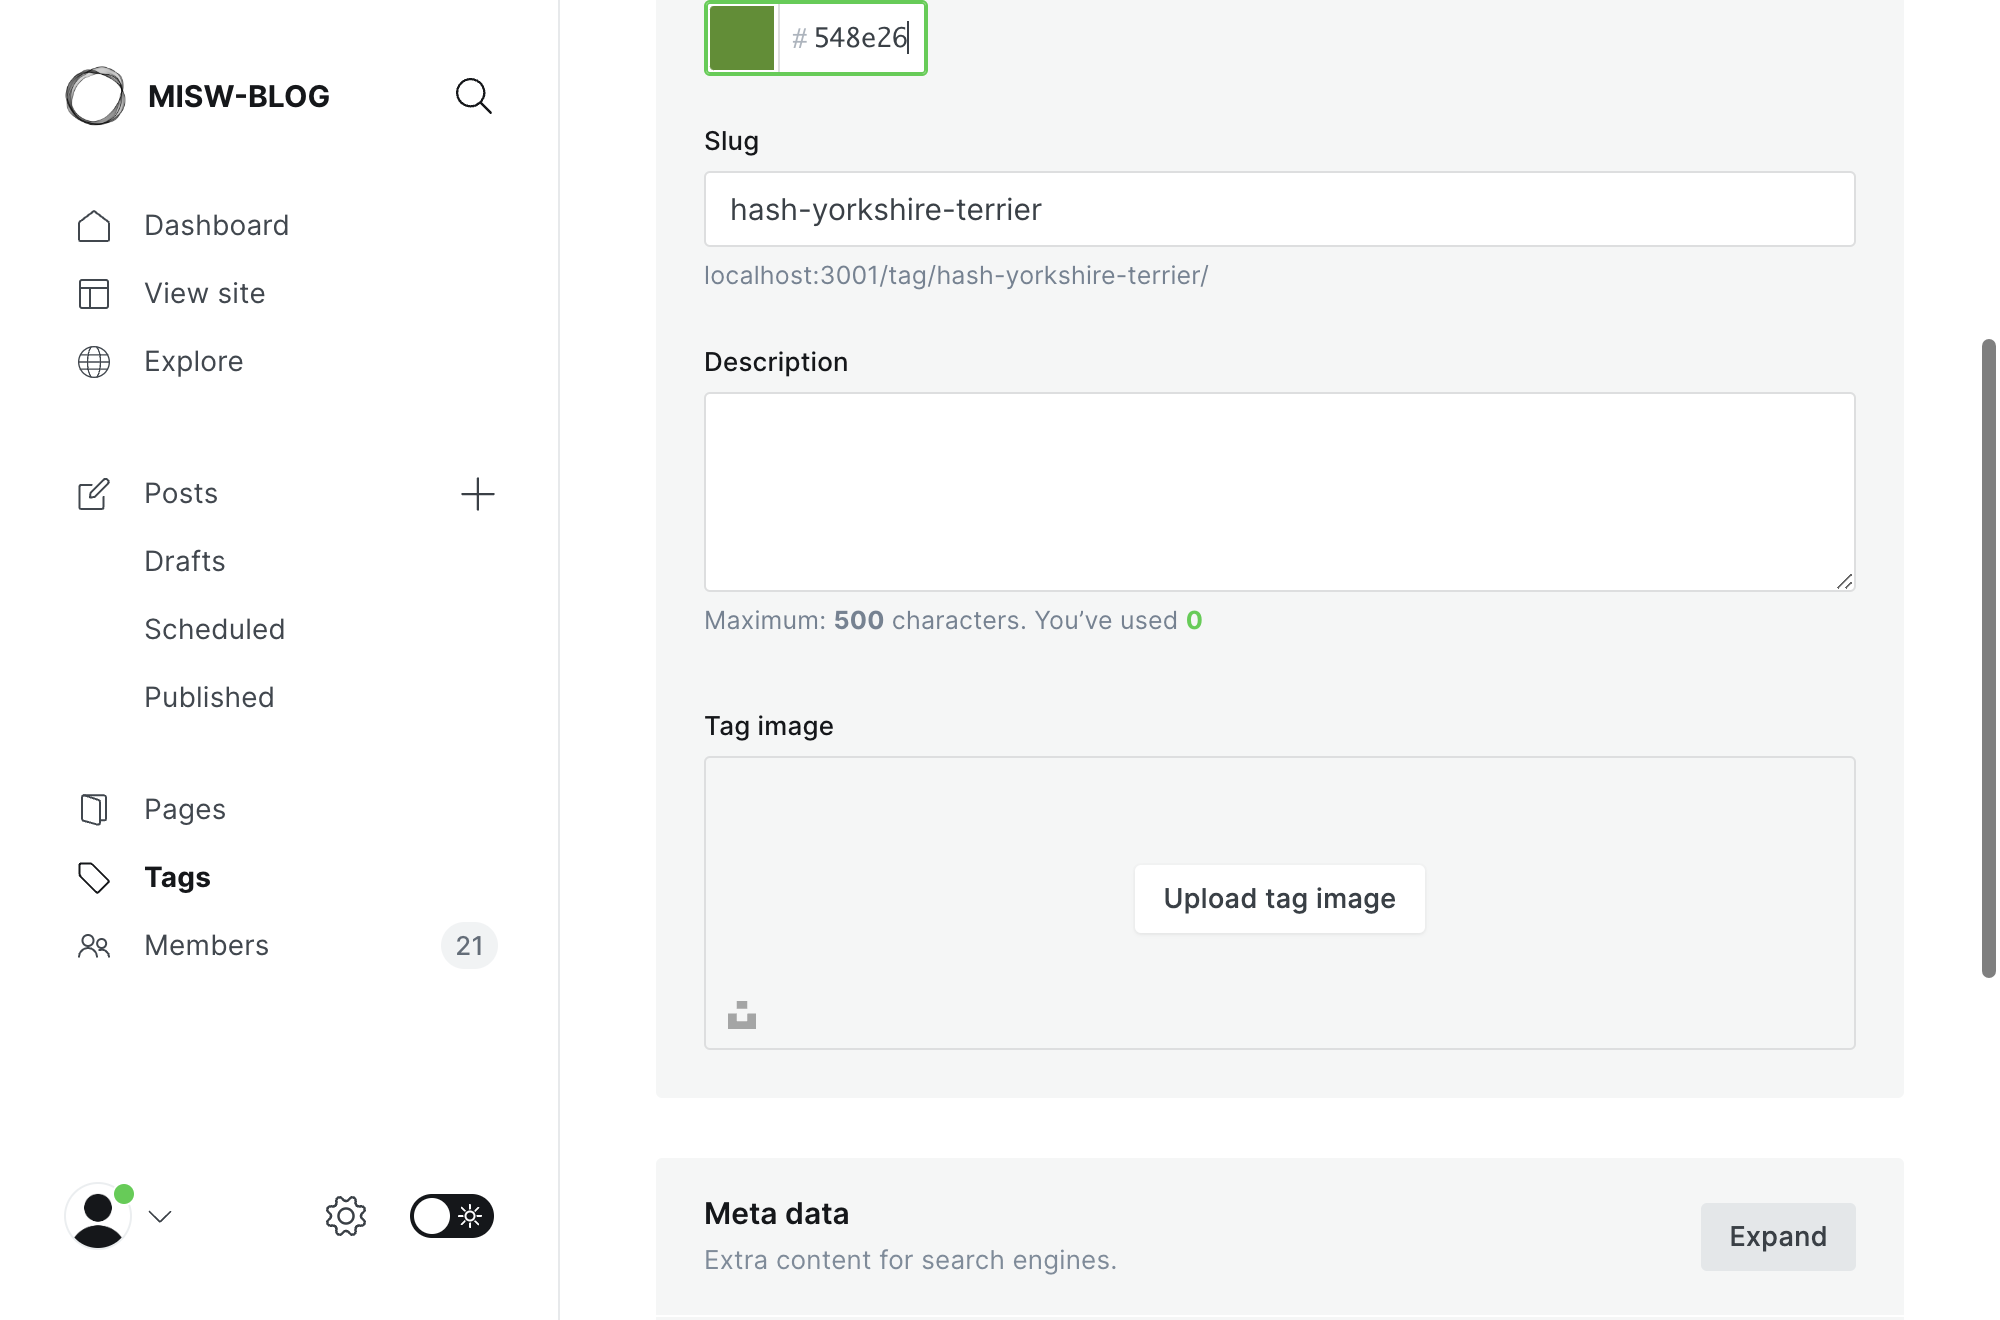 MISW-BLOG
Dashboard
View site
Explore
Posts
Drafts
Scheduled
Published
Pages
Tags
Members 21
# 548e26
Slug
hash-yorkshire-terrier
localhost:3001/tag/hash-yorkshire-terrier/
Description
Maximum: 500 characters. You’ve used 0
Tag image
Upload tag image
Meta data
Extra content for search engines.
Expand